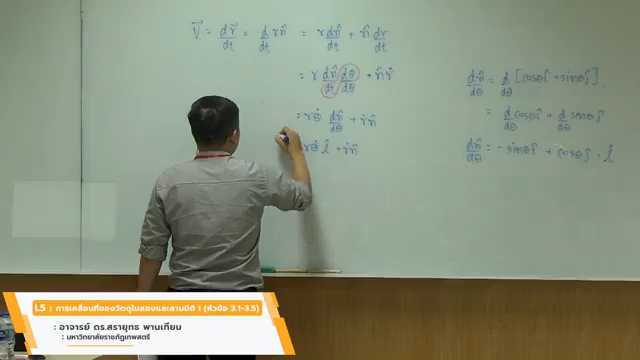 V⃗ = dr⃗/dt = d/dt r n̂ = r dn̂/dt + n̂ dr/dt
= r dn̂/dt dθ/dθ + n̂ ṙ
= rθ̇ dn̂/dθ + ṙn̂
= rθ̇ l̂ + ṙn̂
dn̂/dθ = d/dθ [cosθ î + sinθ ĵ]
= d/dθ cosθ î + d/dθ sinθ ĵ
dn̂/dθ = - sinθ î + cosθ ĵ = l̂
L5 : การเคลื่อนที่ของวัตถุในสองและสามมิติ I (หัวข้อ 3.1-3.5)
: อาจารย์ ดร.สรายุทธ พานเทียน
: มหาวิทยาลัยราชภัฏเทพสตรี